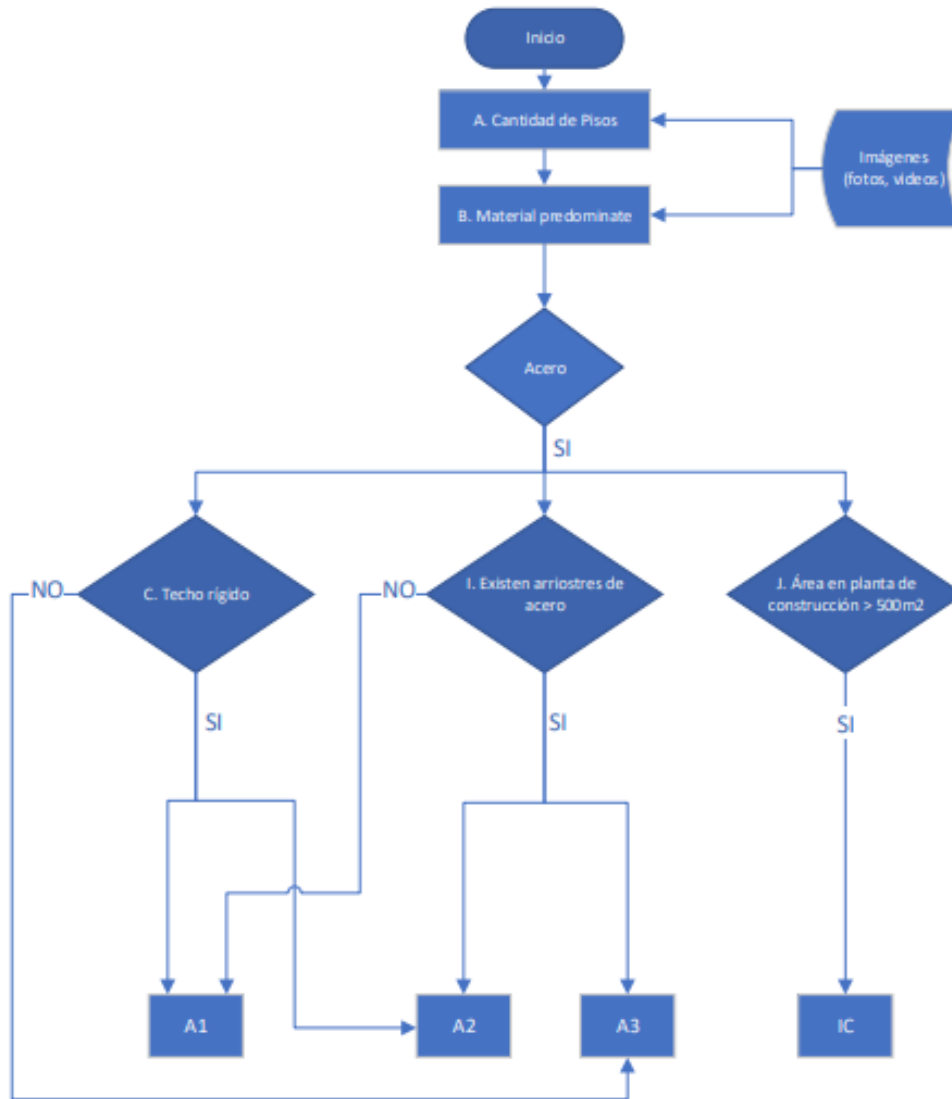 Inicio
A. Cantidad de Pisos
Imágenes
(fotos, videos)
B. Material predominate
Acero
SI
NO
C. Techo rígido
NO
I. Existen arriostres de
acero
J. Área en planta de
construcción > 500m2
SI
SI
SI
A1
A2
A3
IC